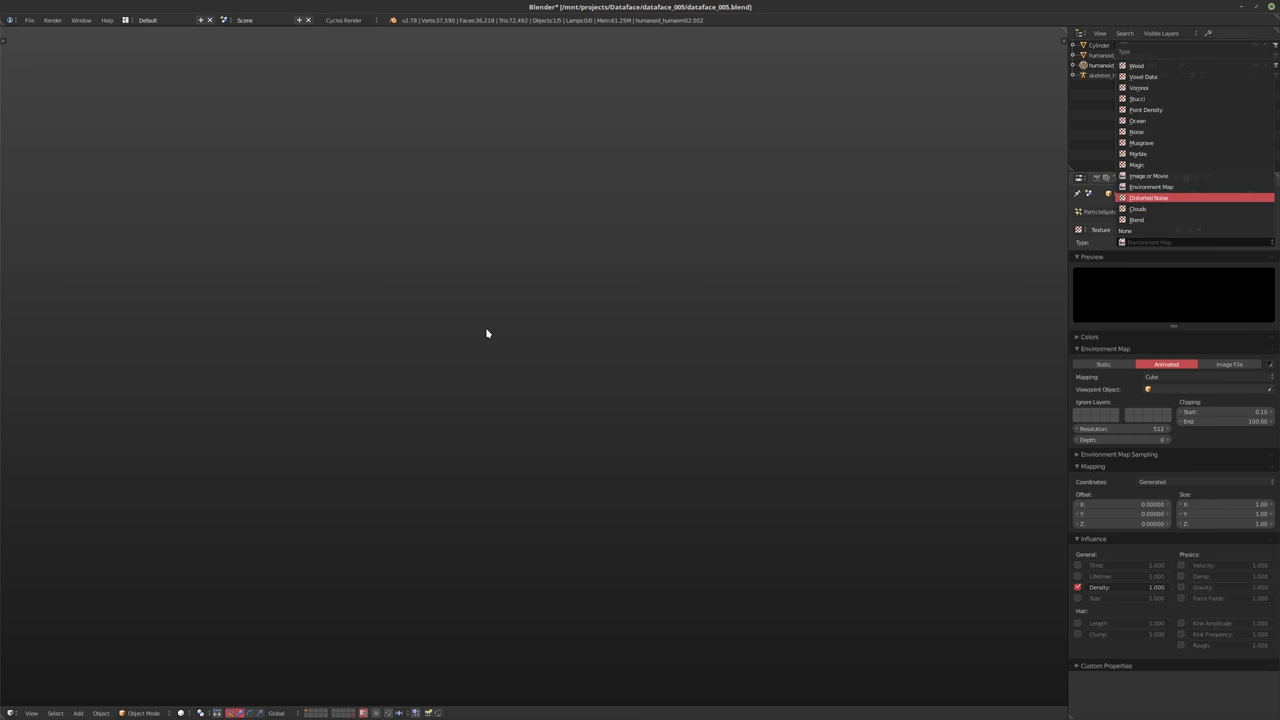 Blender* [/mnt/projects/Dataface/dataface_005/dataface_005.blend]
File Render Window Help Default Scene Cycles Render v2.78 | Verts:37,590 | Faces:36,218 | Tris:72,492 | Objects:1/5 | Lamps:0/0 | Mem:61.25M | humanoid_humanm02.002
View Search Visible Layers
Cylinder
Type
humanoid_
Wood
humanoid_
skeleton_h
Voxel Data
Voronoi
Stucci
Point Density
Ocean
Noise
Musgrave
Marble
Magic
Image or Movie
Environment Map
Distorted Noise
Clouds
ParticleSyst
Blend
Texture
None
Type: Environment Map
Preview
Colors
Environment Map
Static Animated Image File
Mapping: Cube
Viewpoint Object:
Ignore Layers: Clipping:
Start: 0.10
End: 100.00
Resolution: 512
Depth: 0
Environment Map Sampling
Mapping
Coordinates: Generated
Offset: Size:
X: 0.00000 X: 1.00
Y: 0.00000 Y: 1.00
Z: 0.00000 Z: 1.00
Influence
General: Physics:
Time: 1.000 Velocity: 1.000
Lifetime: 1.000 Damp: 1.000
Density: 1.000 Gravity: 1.000
Size: 1.000 Force Fields: 1.000
Hair:
Length: 1.000 Kink Amplitude: 1.000
Clump: 1.000 Kink Frequency: 1.000
Rough: 1.000
Custom Properties
View Select Add Object Object Mode Global